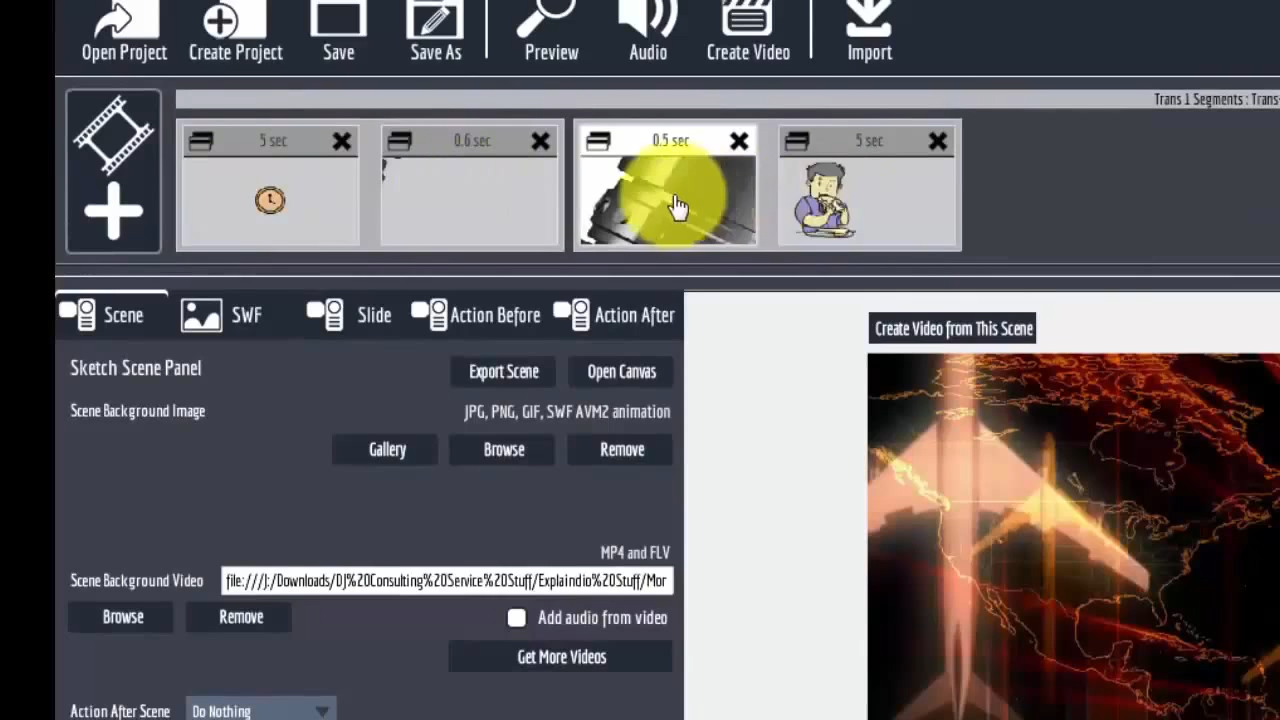 Open Project Create Project Save Save As Preview Audio Create Video Import
Trans 1 Segments : Trans-
5 sec 0.6 sec 0.5 sec 5 sec
Scene SWF Slide Action Before Action After
Create Video from This Scene
Sketch Scene Panel Export Scene Open Canvas
Scene Background Image JPG, PNG, GIF, SWF AVM2 animation
Gallery Browse Remove
MP4 and FLV
Scene Background Video file:///J:/Downloads/DJ%20Consulting%20Service%20Stuff/Explaindio%20Stuff/Mor
Browse Remove Add audio from video
Get More Videos
Action After Scene Do Nothing